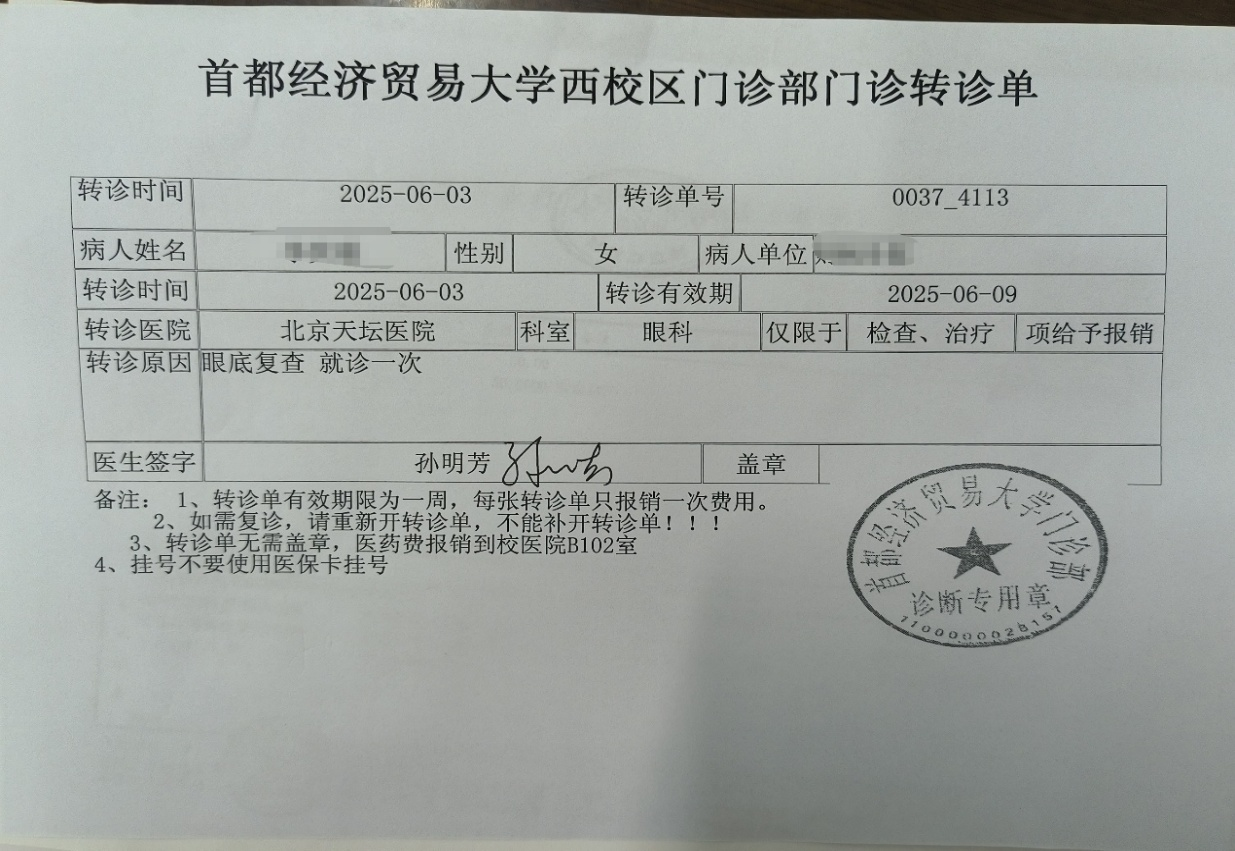 首都经济贸易大学西校区门诊部门诊转诊单
转诊时间 2025-06-03 转诊单号 0037_4113
病人姓名 性别 女 病人单位
转诊时间 2025-06-03 转诊有效期 2025-06-09
转诊医院 北京天坛医院 科室 眼科 仅限于 检查、治疗 项给予报销
转诊原因 眼底复查 就诊一次
医生签字 孙明芳 盖章
备注： 1、转诊单有效期限为一周，每张转诊单只报销一次费用。
2、如需复诊，请重新开转诊单，不能补开转诊单！！！
3、转诊单无需盖章，医药费报销到校医院B102室
4、挂号不要使用医保卡挂号
首都经济贸易大学门诊部
诊断专用章
1100000028157